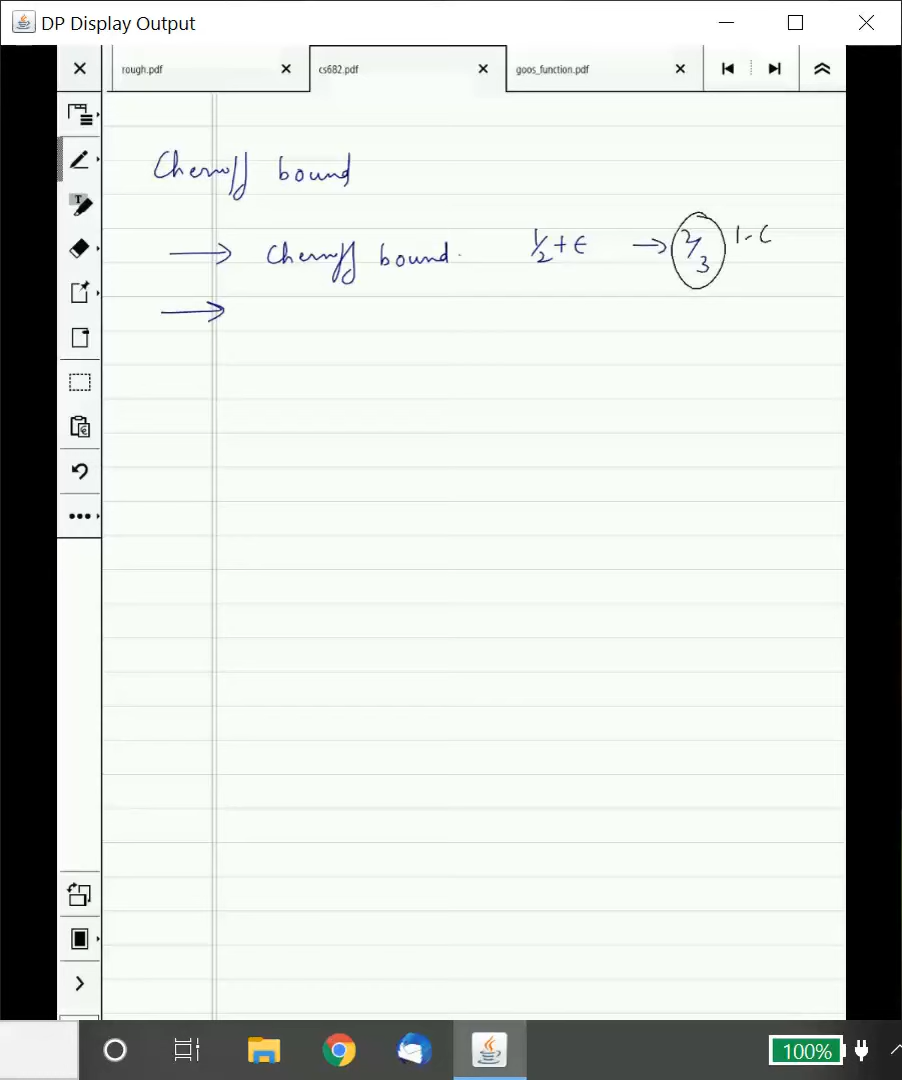 DP Display Output
rough.pdf cs682.pdf goos_function.pdf
Chernoff bound
→ Chernoff bound. 1/2 + ϵ → 2/3 1 - ϵ
→
100%